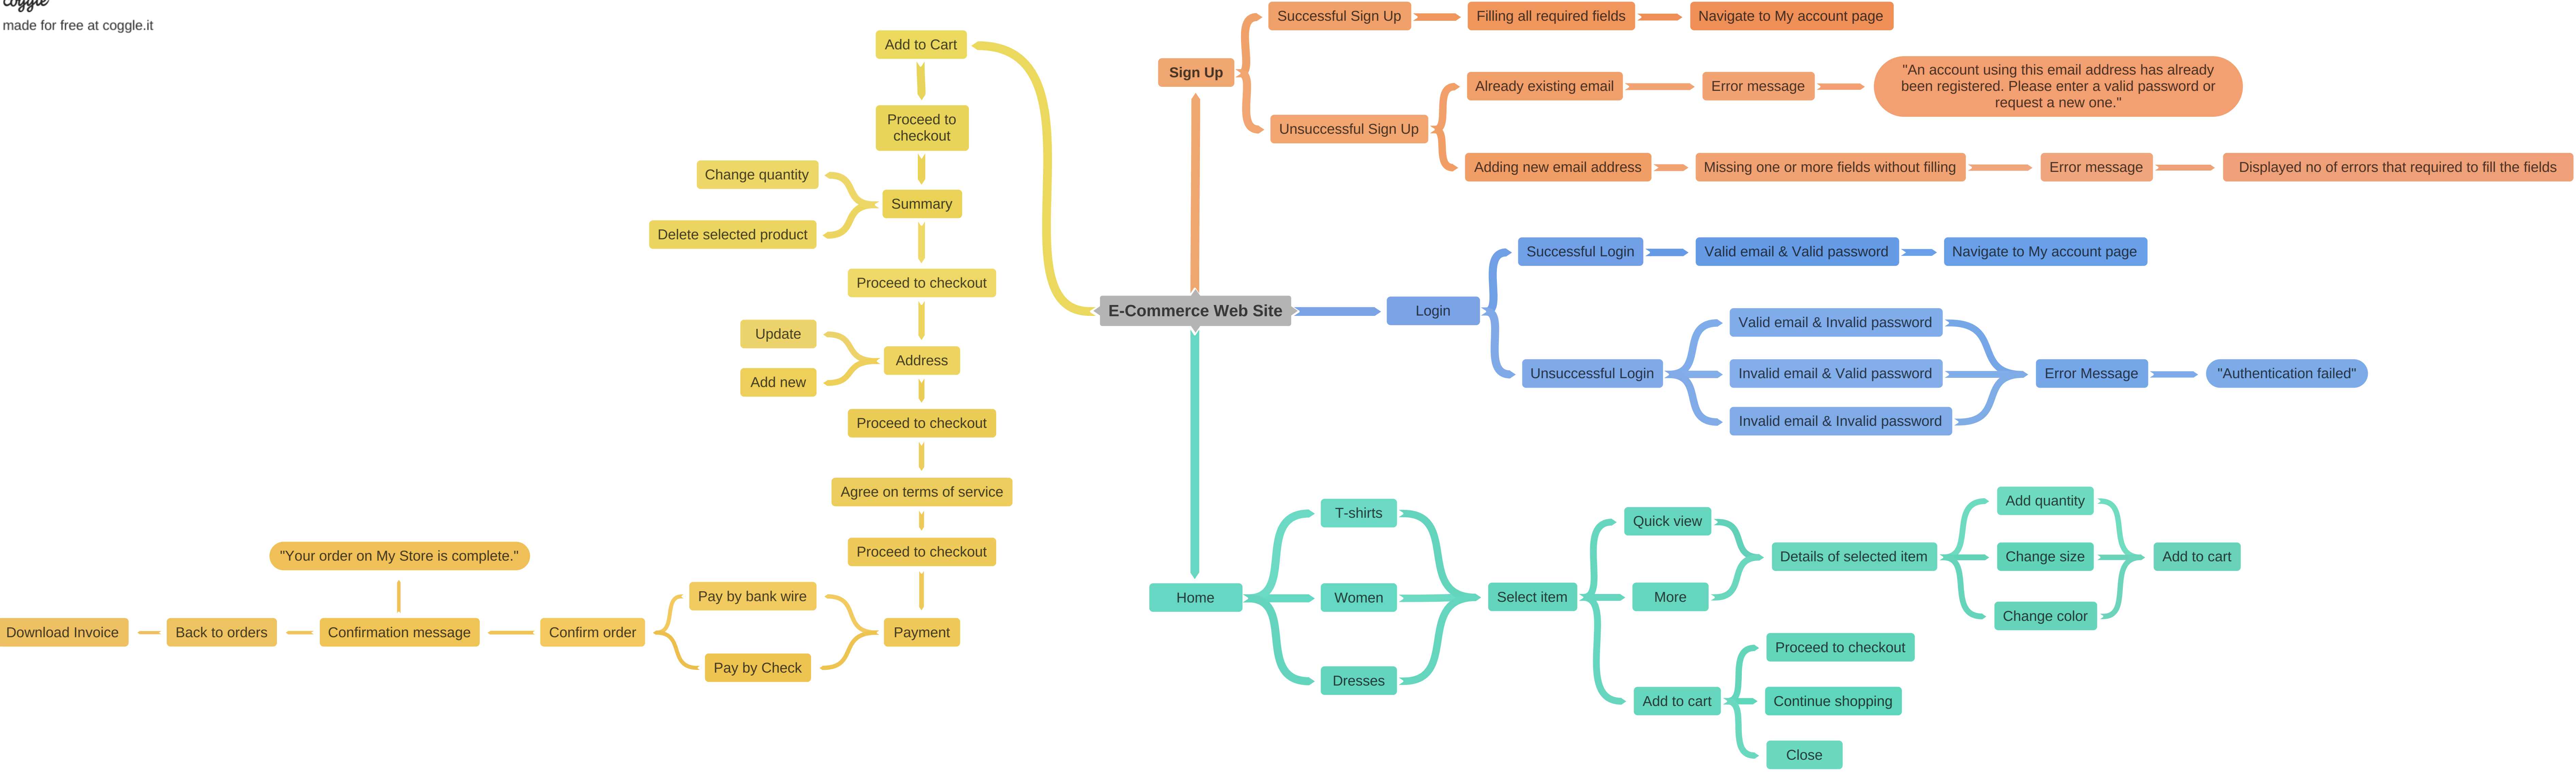 coggle
made for free at coggle.it
Add to Cart
Proceed to
checkout
Change quantity
Summary
Delete selected product
Proceed to checkout
Update
Address
Add new
Proceed to checkout
Agree on terms of service
Proceed to checkout
Payment
Pay by bank wire
Pay by Check
Confirm order
Confirmation message
"Your order on My Store is complete."
Back to orders
Download Invoice
E-Commerce Web Site
Sign Up
Successful Sign Up
Filling all required fields
Navigate to My account page
Unsuccessful Sign Up
Already existing email
Error message
"An account using this email address has already
been registered. Please enter a valid password or
request a new one."
Adding new email address
Missing one or more fields without filling
Error message
Displayed no of errors that required to fill the fields
Login
Successful Login
Valid email & Valid password
Navigate to My account page
Unsuccessful Login
Valid email & Invalid password
Invalid email & Valid password
Invalid email & Invalid password
Error Message
"Authentication failed"
Home
T-shirts
Women
Dresses
Select item
Quick view
More
Details of selected item
Add quantity
Change size
Change color
Add to cart
Add to cart
Proceed to checkout
Continue shopping
Close